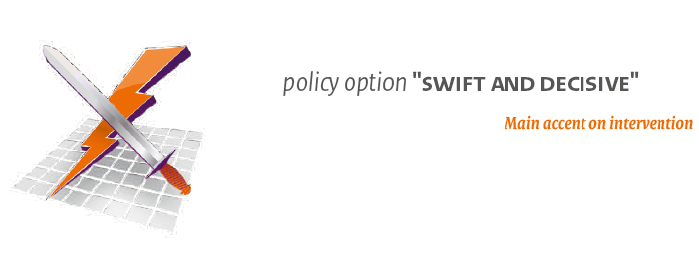 policy option "SWIFT AND DECISIVE"
Main accent on intervention